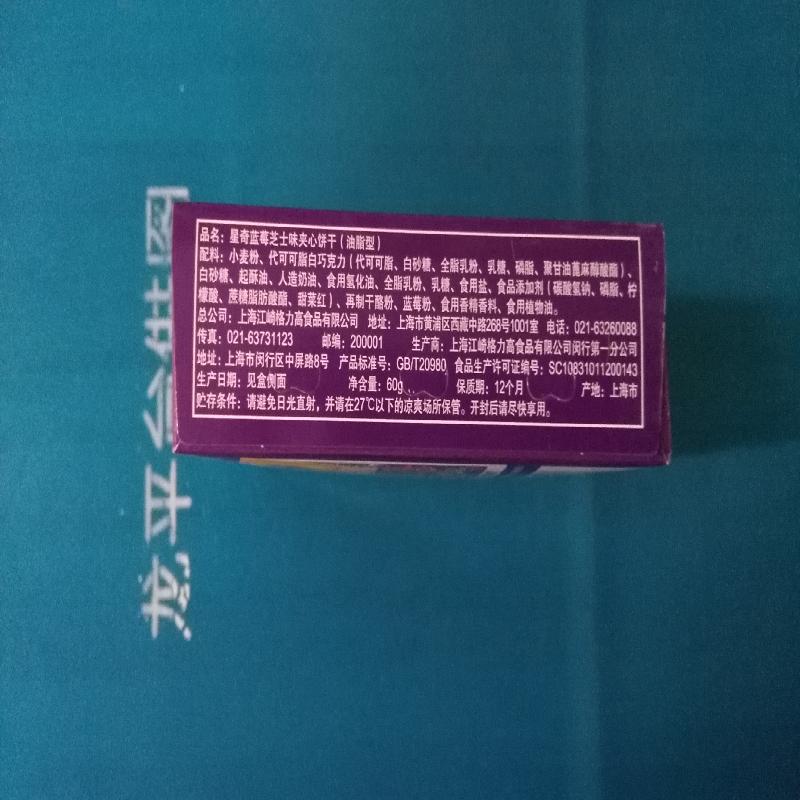 品名：星奇蓝莓芝士味夹心饼干（油脂型）
配料：小麦粉、代可可脂白巧克力（代可可脂、白砂糖、全脂乳粉、乳糖、磷脂、聚甘油蓖麻醇酸酯）、
白砂糖、起酥油、人造奶油、食用氢化油、全脂乳粉、乳糖、食用盐、食品添加剂（碳酸氢钠、磷脂、柠
檬酸、蔗糖脂肪酸酯、甜菜红）、再制干酪粉、蓝莓粉、食用香精香料、食用植物油。
总公司：上海江崎格力高食品有限公司 地址：上海市黄浦区西藏中路268号1001室 电话：021-63260088
传真：021-63731123 邮编：200001 生产商：上海江崎格力高食品有限公司闵行第一分公司
地址：上海市闵行区中屏路8号 产品标准号：GB/T20980 食品生产许可证编号：SC10831011200143
生产日期：见盒侧面 净含量：60g 保质期：12个月 产地：上海市
贮存条件：请避免日光直射，并请在27℃以下的凉爽场所保管。开封后请尽快享用。